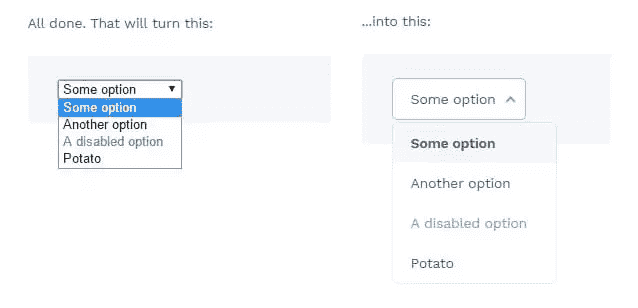 All done. That will turn this:
Some option
Some option
Another option
A disabled option
Potato
...into this:
Some option
Some option
Another option
A disabled option
Potato